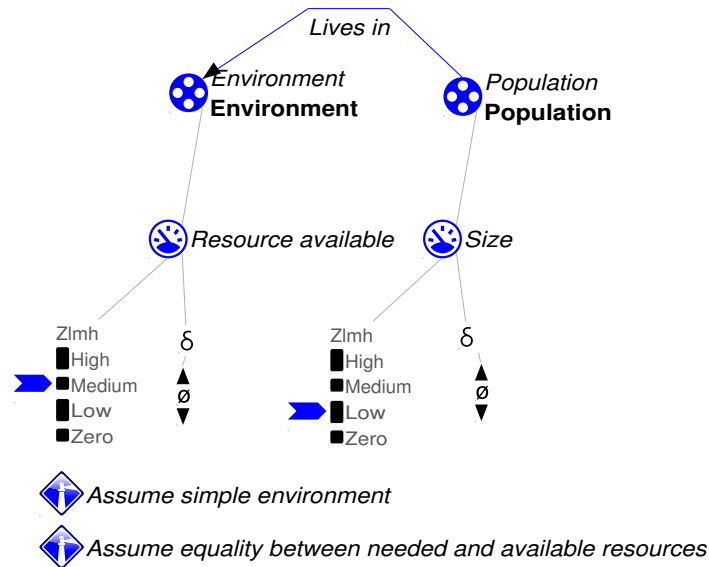 Lives in
Environment
Environment
Population
Population
Resource available
Size
Zlmh
High
Medium
Low
Zero
δ
ø
Zlmh
High
Medium
Low
Zero
δ
ø
Assume simple environment
Assume equality between needed and available resources